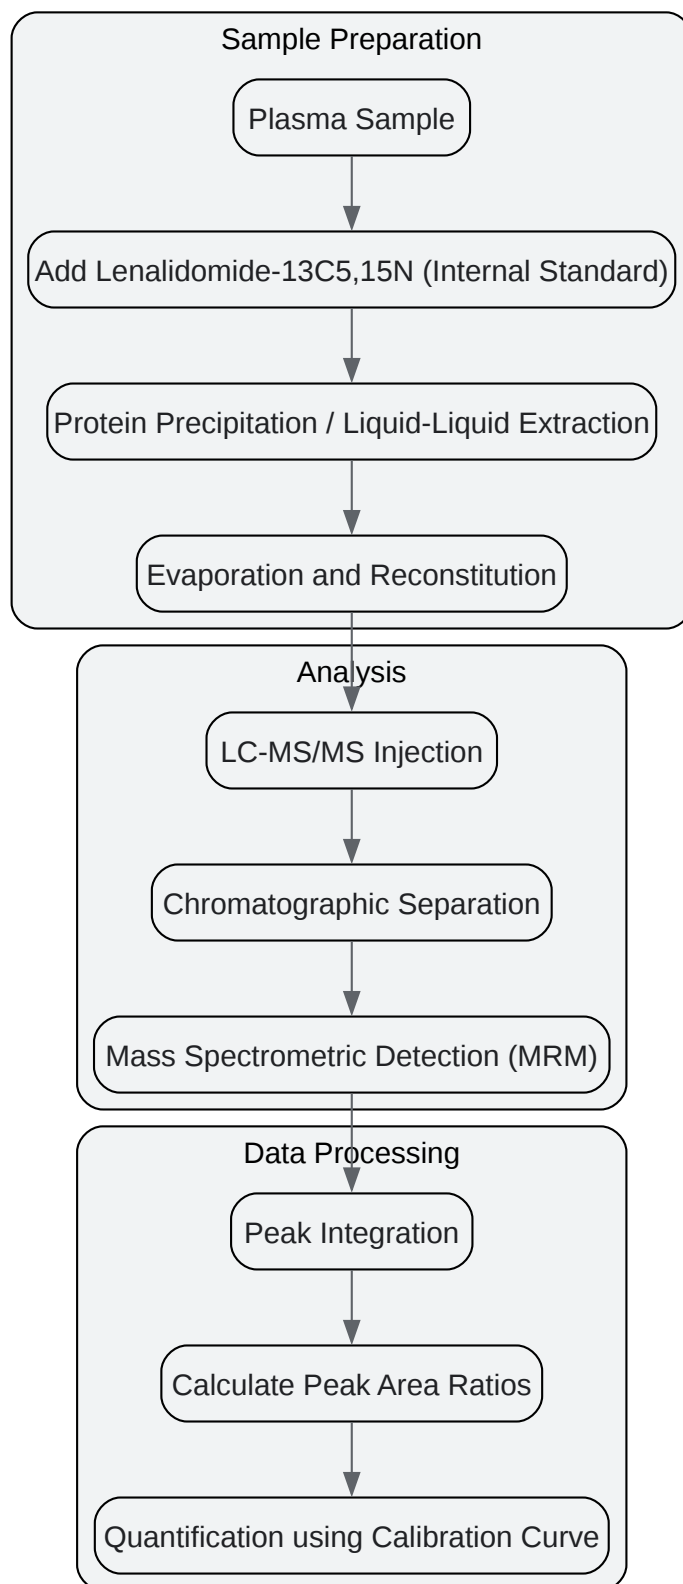 Sample Preparation
Plasma Sample
Add Lenalidomide-13C5,15N (Internal Standard)
Protein Precipitation / Liquid-Liquid Extraction
Evaporation and Reconstitution
Analysis
LC-MS/MS Injection
Chromatographic Separation
Mass Spectrometric Detection (MRM)
Data Processing
Peak Integration
Calculate Peak Area Ratios
Quantification using Calibration Curve